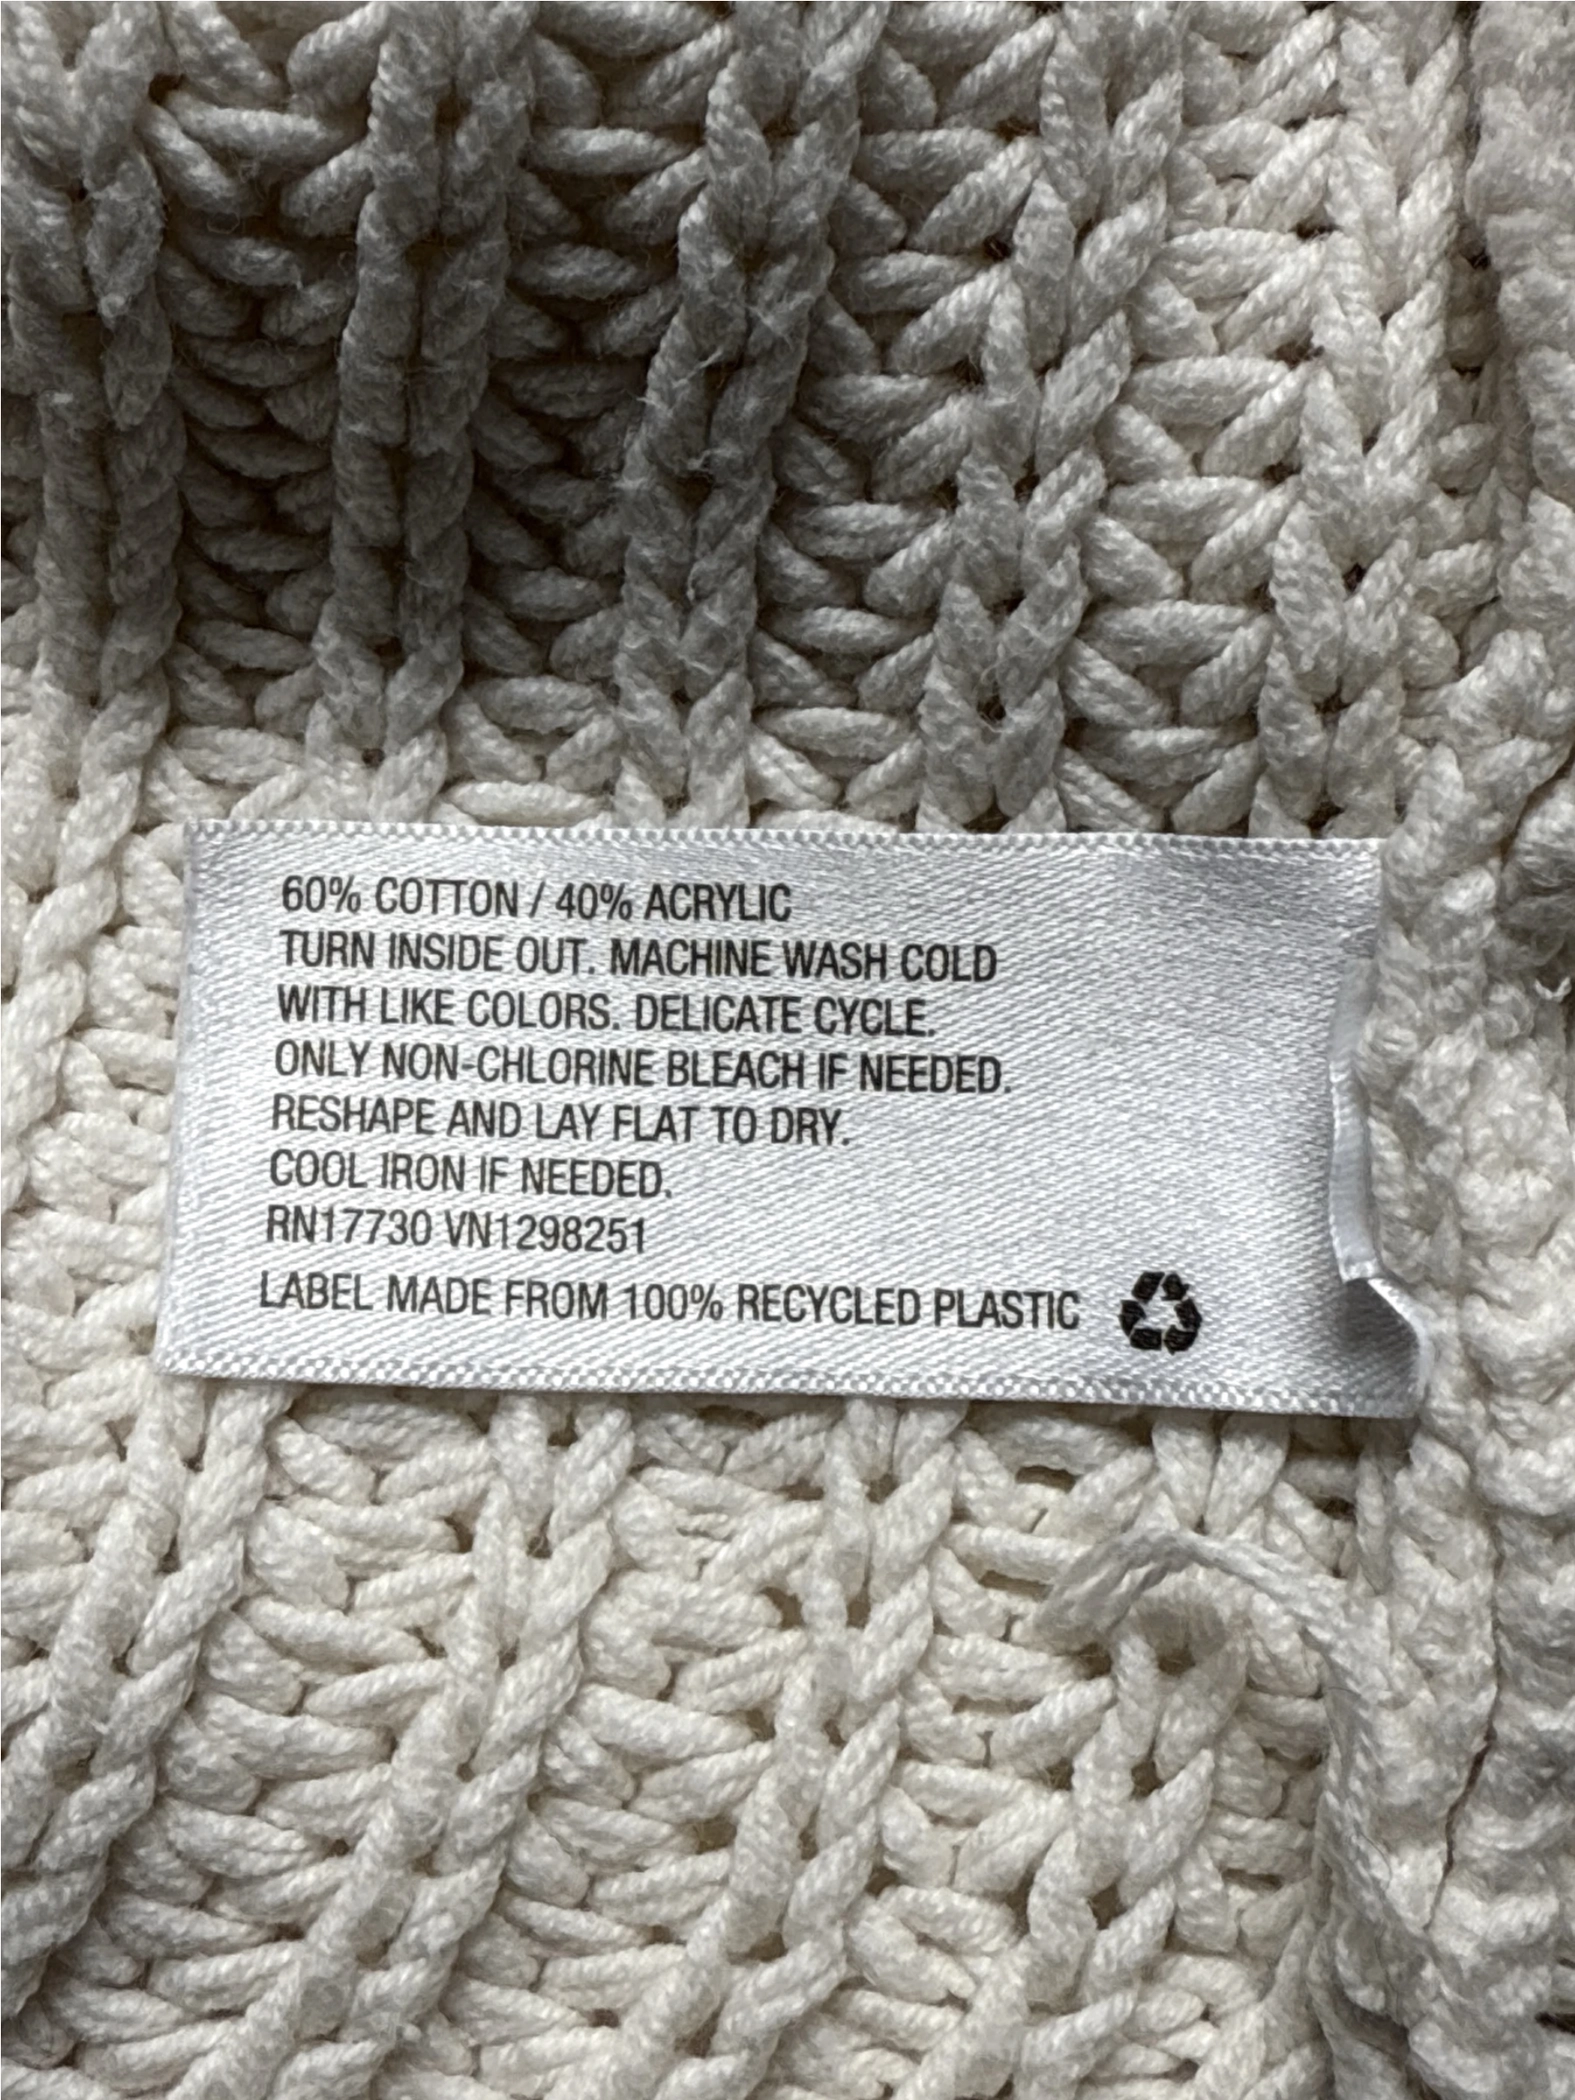 60% COTTON / 40% ACRYLIC
TURN INSIDE OUT. MACHINE WASH COLD
WITH LIKE COLORS. DELICATE CYCLE.
ONLY NON-CHLORINE BLEACH IF NEEDED.
RESHAPE AND LAY FLAT TO DRY.
COOL IRON IF NEEDED.
RN17730 VN1298251
LABEL MADE FROM 100% RECYCLED PLASTIC